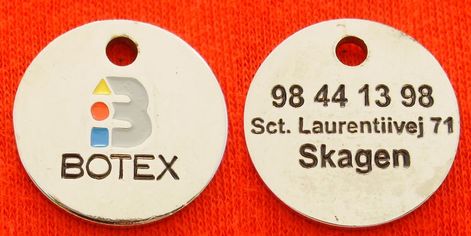 BOTEX
98 44 13 98
Sct. Laurentiivej 71
Skagen